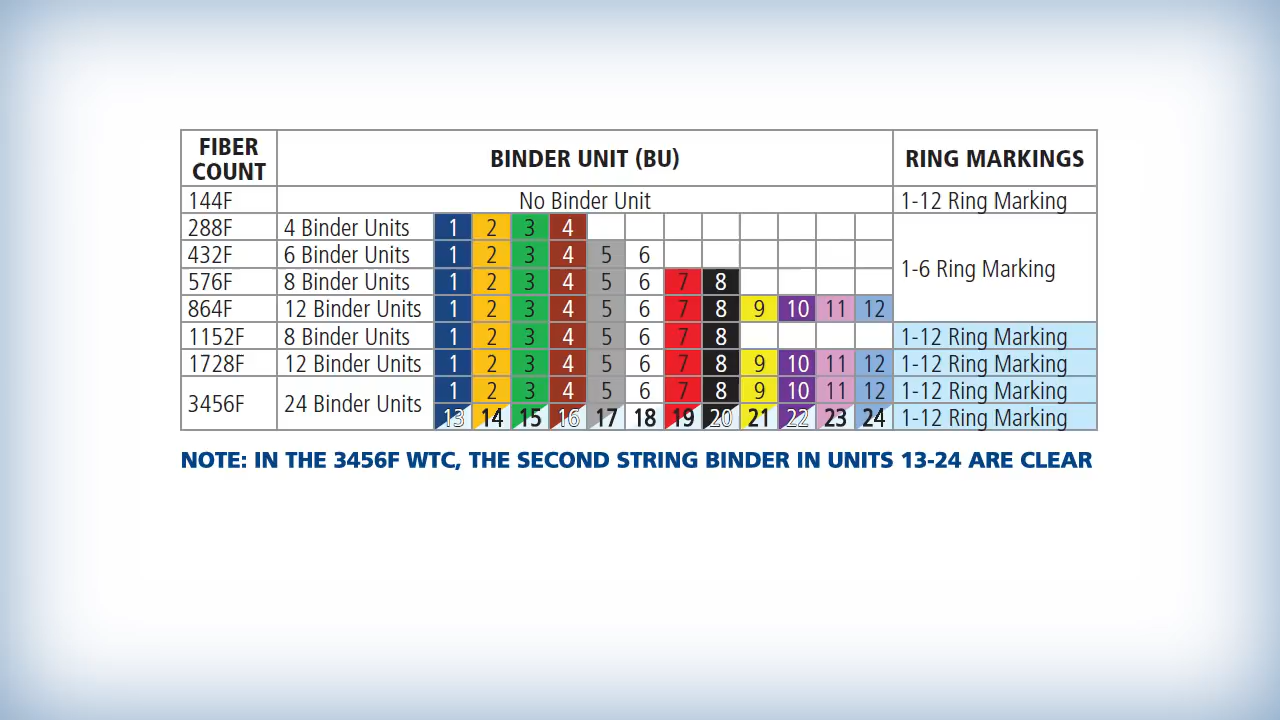 FIBER COUNT BINDER UNIT (BU) RING MARKINGS
144F No Binder Unit 1-12 Ring Marking
288F 4 Binder Units 1 2 3 4
432F 6 Binder Units 1 2 3 4 5 6
1-6 Ring Marking
576F 8 Binder Units 1 2 3 4 5 6 7 8
864F 12 Binder Units 1 2 3 4 5 6 7 8 9 10 11 12
1152F 8 Binder Units 1 2 3 4 5 6 7 8 1-12 Ring Marking
1728F 12 Binder Units 1 2 3 4 5 6 7 8 9 10 11 12 1-12 Ring Marking
3456F 24 Binder Units 1 2 3 4 5 6 7 8 9 10 11 12 1-12 Ring Marking
13 14 15 16 17 18 19 20 21 22 23 24 1-12 Ring Marking
NOTE: IN THE 3456F WTC, THE SECOND STRING BINDER IN UNITS 13-24 ARE CLEAR